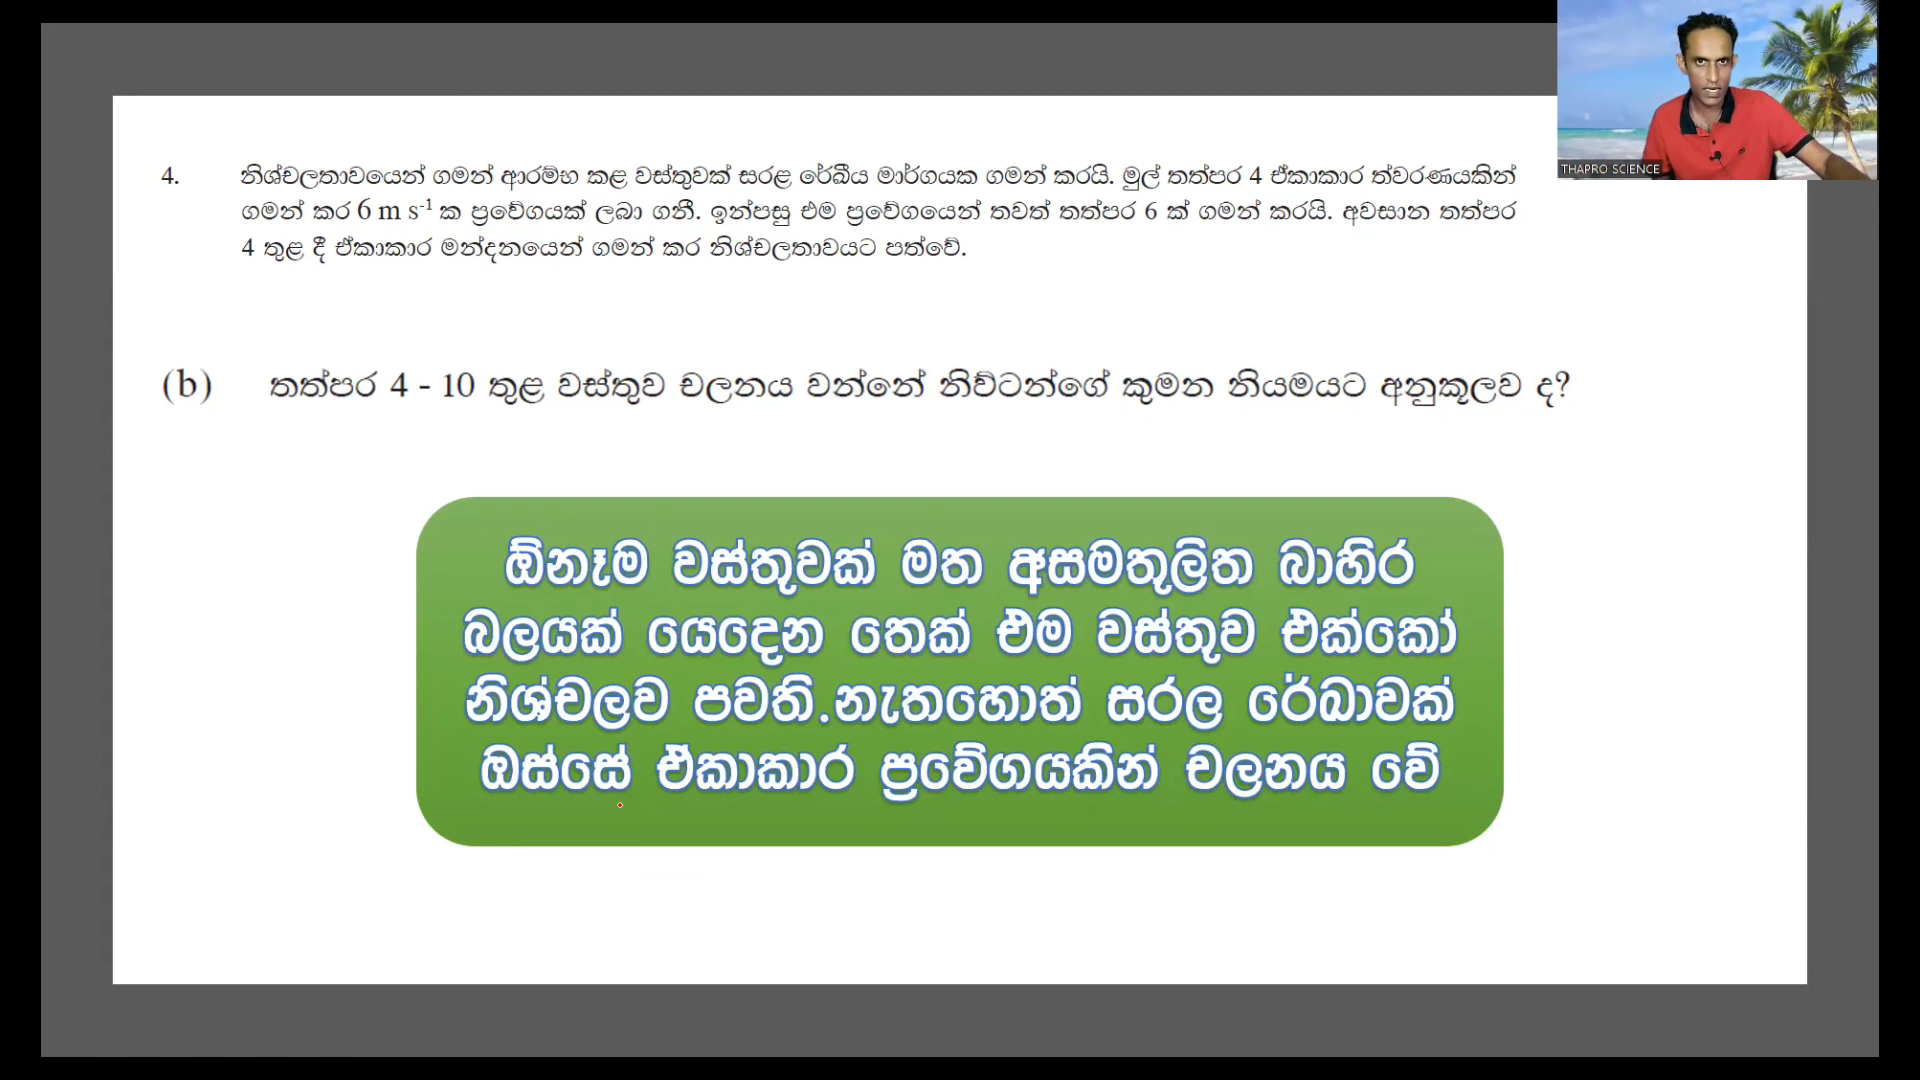 THAPRO SCIENCE
4. නිශ්චලතාවයෙන් ගමන් ආරම්භ කළ වස්තුවක් සරළ රේඛීය මාර්ගයක ගමන් කරයි. මුල් තත්පර 4 ඒකාකාර ත්වරණයකින්
ගමන් කර 6 m s⁻¹ ක ප්‍රවේගයක් ලබා ගනී. ඉන්පසු එම ප්‍රවේගයෙන් තවත් තත්පර 6 ක් ගමන් කරයි. අවසාන තත්පර
4 තුළ දී ඒකාකාර මන්දනයෙන් ගමන් කර නිශ්චලතාවයට පත්වේ.
(b) තත්පර 4 - 10 තුළ වස්තුව චලනය වන්නේ නිව්ටන්ගේ කුමන නියමයට අනුකූලව ද?
ඕනෑම වස්තුවක් මත අසමතුලිත බාහිර
බලයක් යෙදෙන තෙක් එම වස්තුව එක්කෝ
නිශ්චලව පවති.නැතහොත් සරල රේඛාවක්
ඔස්සේ ඒකාකාර ප්‍රවේගයකින් චලනය වේ